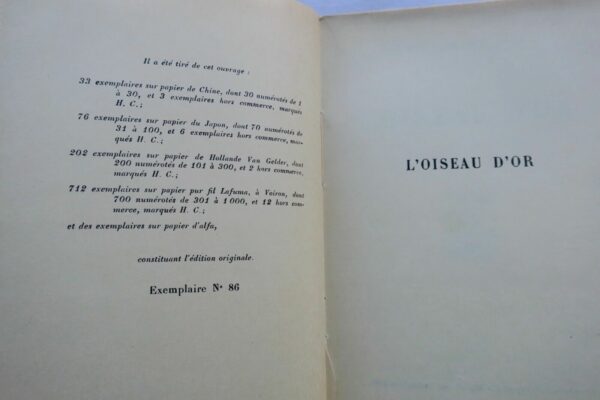 Il a été tiré de cet ouvrage :
33 exemplaires sur papier de Chine, dont 30 numérotés de 1
à 30, et 3 exemplaires hors commerce, marqués
H. C. ;
76 exemplaires sur papier du Japon, dont 70 numérotés de
31 à 100, et 6 exemplaires hors commerce, mar-
qués H. C. ;
202 exemplaires sur papier de Hollande Van Gelder, dont
200 numérotés de 101 à 300, et 2 hors commerce,
marqués H. C. ;
712 exemplaires sur papier pur fil Lafuma, à Voiron, dont
700 numérotés de 301 à 1000, et 12 hors com-
merce, marqués H. C. ;
et des exemplaires sur papier d'alfa,
constituant l'édition originale.
Exemplaire N° 86
L'OISEAU D'OR